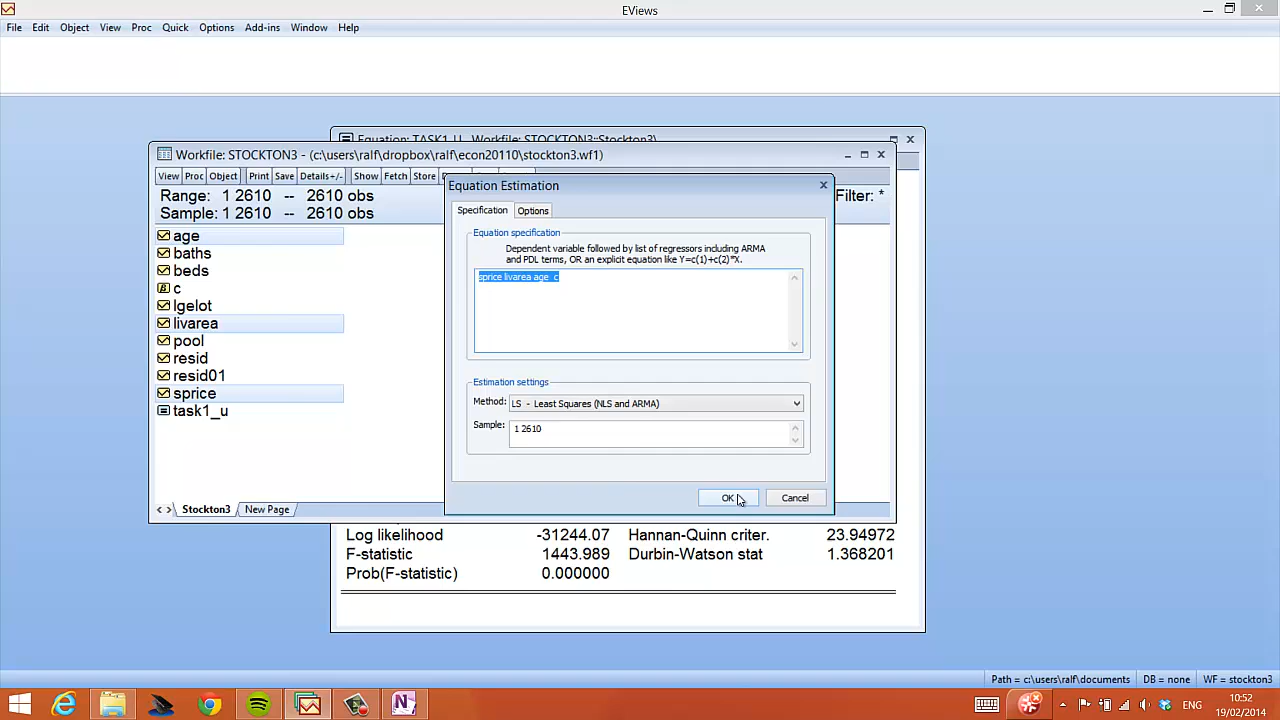 EViews
File Edit Object View Proc Quick Options Add-ins Window Help
Equation: TASK1_U Workfile: STOCKTON3::Stockton3\
Workfile: STOCKTON3 - (c:\users\ralf\dropbox\ralf\econ20110\stockton3.wf1)
View Proc Object Print Save Details+/- Show Fetch Store
Range: 1 2610 -- 2610 obs
Filter: *
Sample: 1 2610 -- 2610 obs
age
baths
beds
c
lgelot
livarea
pool
resid
resid01
sprice
task1_u
Stockton3 New Page
Equation Estimation
Specification Options
Equation specification
Dependent variable followed by list of regressors including ARMA
and PDL terms, OR an explicit equation like Y=c(1)+c(2)*X.
sprice livarea age c
Estimation settings
Method: LS - Least Squares (NLS and ARMA)
Sample: 1 2610
OK Cancel
Log likelihood -31244.07 Hannan-Quinn criter. 23.94972
F-statistic 1443.989 Durbin-Watson stat 1.368201
Prob(F-statistic) 0.000000
Path = c:\users\ralf\documents DB = none WF = stockton3
ENG
10:52
19/02/2014